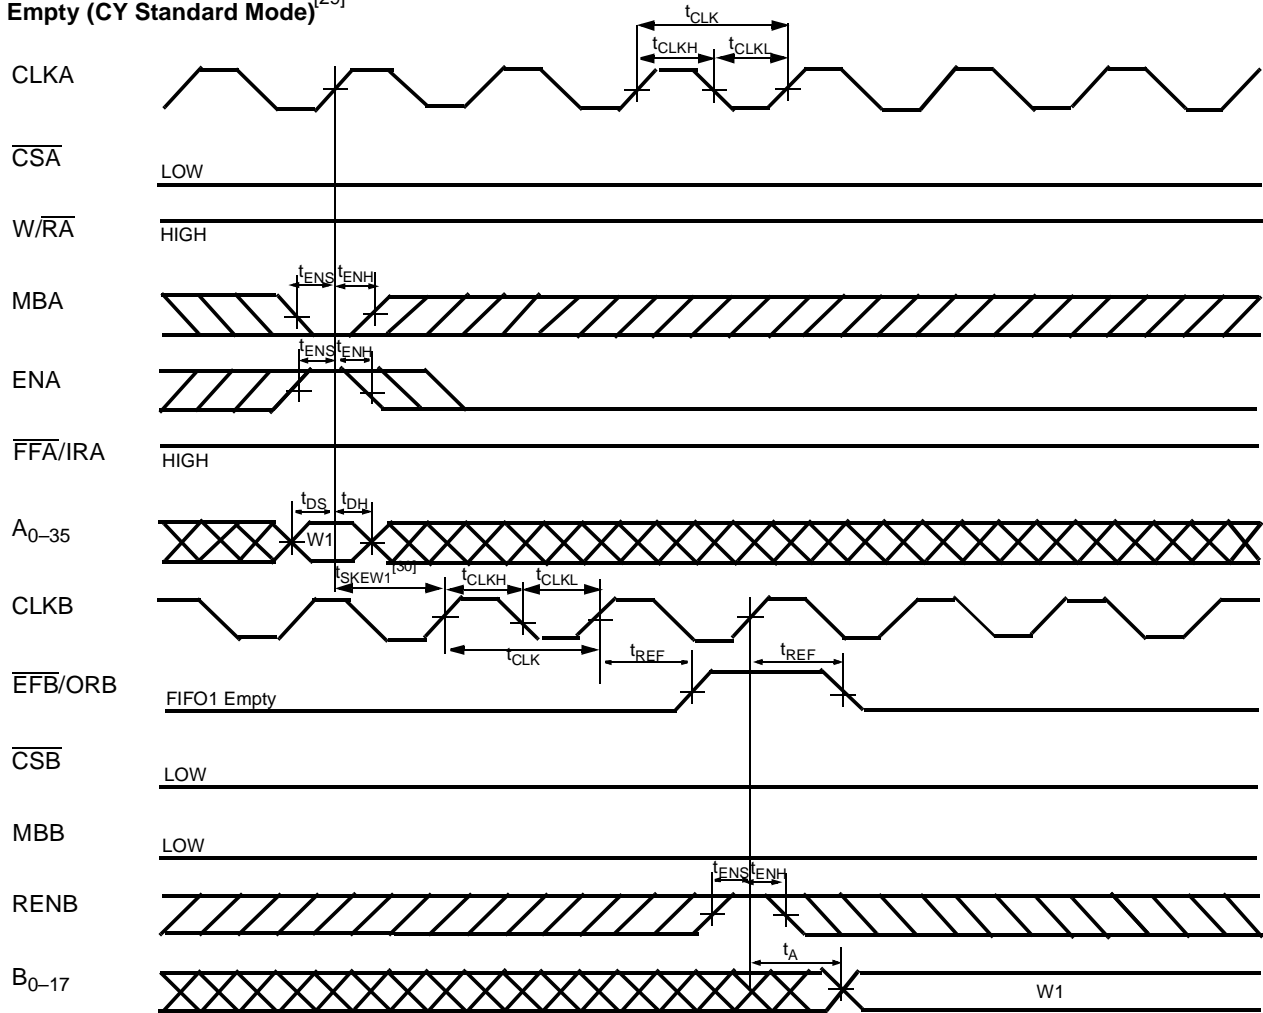 Empty (CY Standard Mode)[29]
tCLK
tCLKH tCLKL
CLKA
CSA
LOW
W/RA
HIGH
tENS tENH
MBA
tENS tENH
ENA
FFA/IRA
HIGH
tDS tDH
A0–35
W1
tSKEW1[30] tCLKH tCLKL
CLKB
tCLK tREF tREF
EFB/ORB
FIFO1 Empty
CSB
LOW
MBB
LOW
tENS tENH
RENB
tA
B0–17
W1